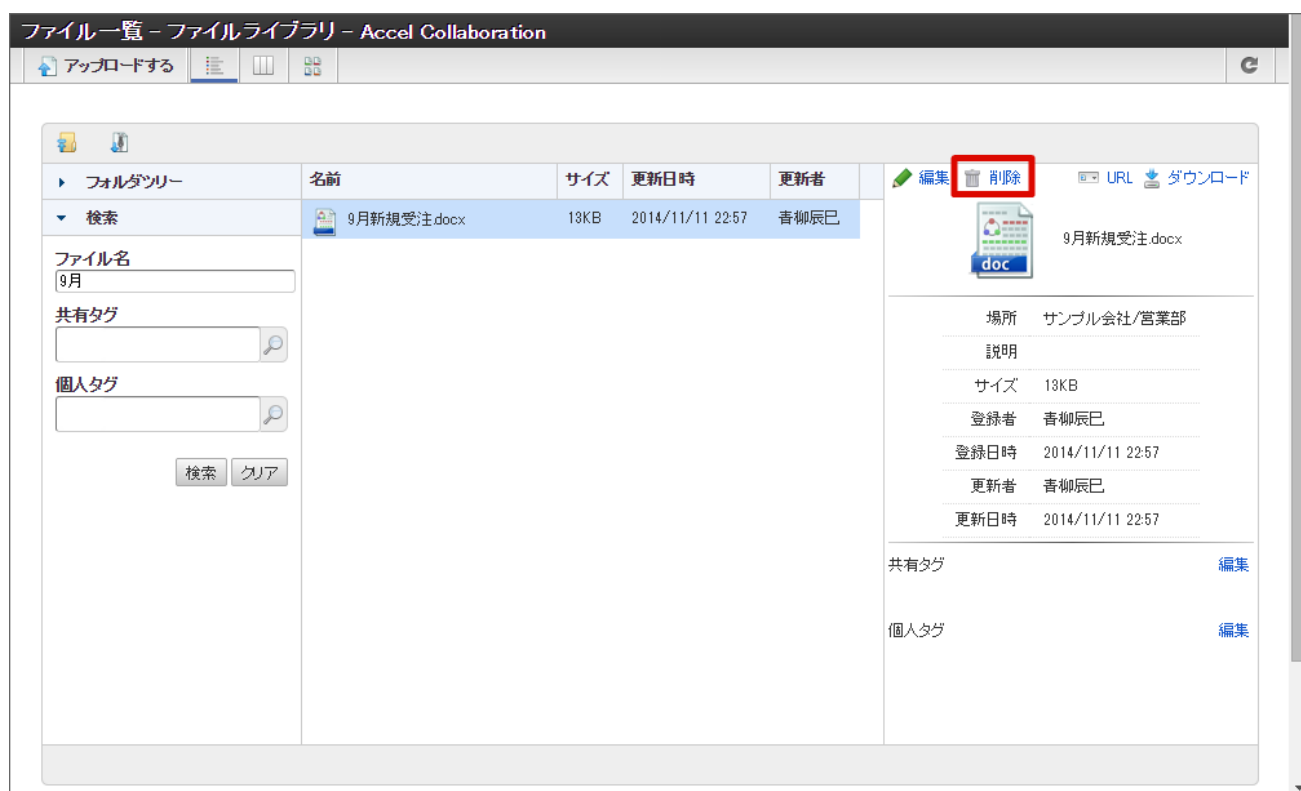 ファイル一覧 – ファイルライブラリ – Accel Collaboration
アップロードする
フォルダツリー
検索
ファイル名
9月
共有タグ
個人タグ
検索 クリア
名前 サイズ 更新日時 更新者
9月新規受注.docx 13KB 2014/11/11 22:57 青柳辰巳
編集 削除 URL ダウンロード
doc
9月新規受注.docx
場所 サンプル会社/営業部
説明
サイズ 13KB
登録者 青柳辰巳
登録日時 2014/11/11 22:57
更新者 青柳辰巳
更新日時 2014/11/11 22:57
共有タグ 編集
個人タグ 編集